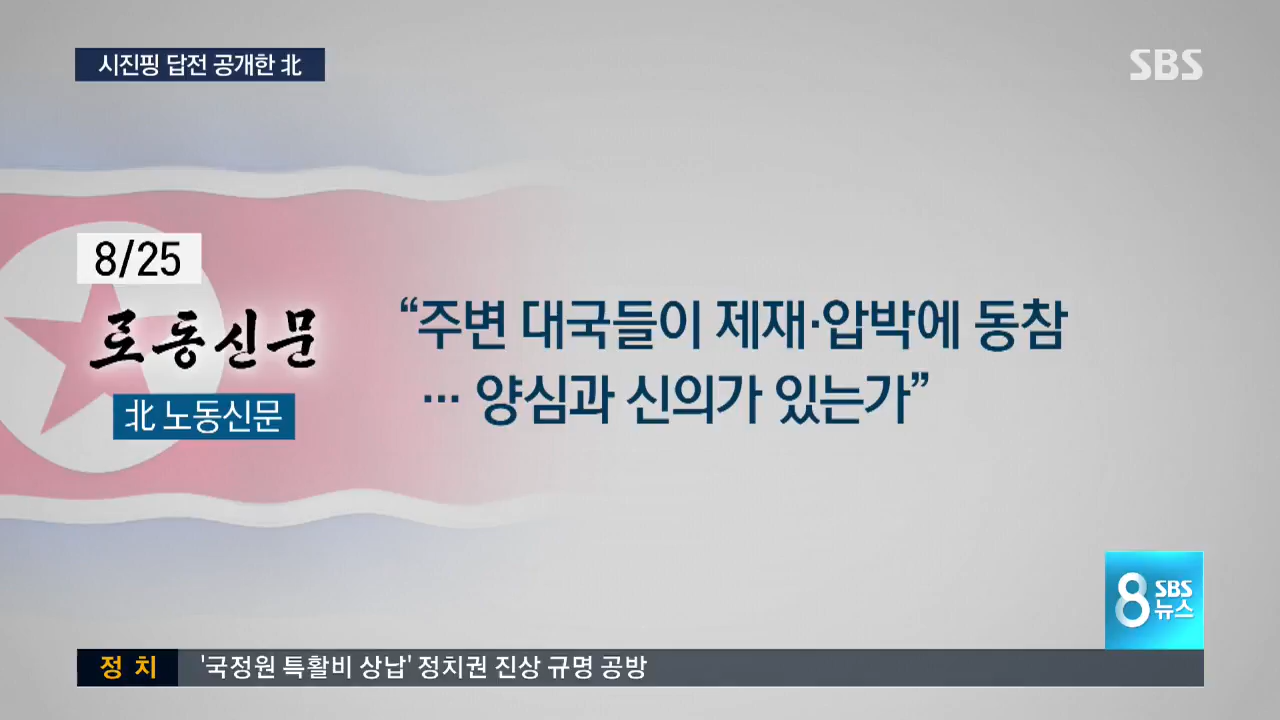 시진핑 답전 공개한 北
SBS
8/25
로동신문
北 노동신문
“주변 대국들이 제재·압박에 동참
… 양심과 신의가 있는가”
8 SBS 뉴스
정 치 '국정원 특활비 상납' 정치권 진상 규명 공방